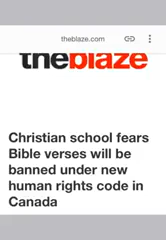 theblaze.com
theblaze
Christian school fears
Bible verses will be
banned under new
human rights code in
Canada